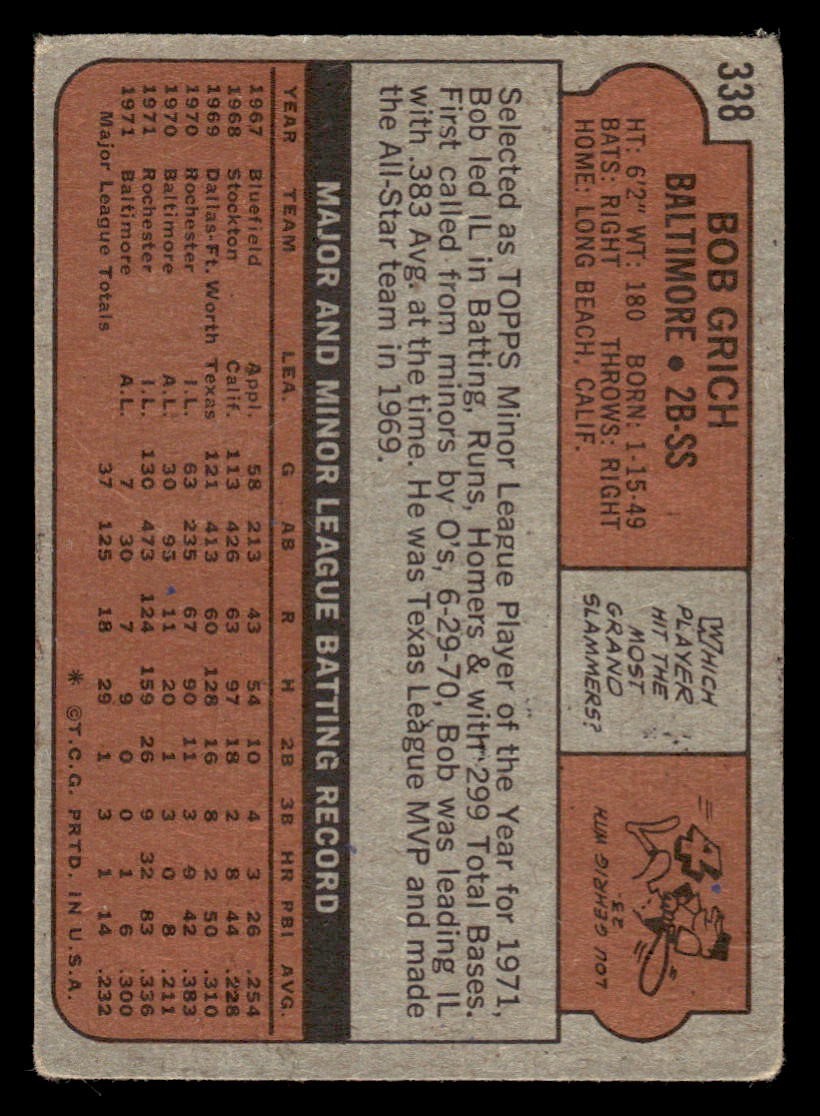 338
BOB GRICH
BALTIMORE • 2B-SS
HT: 6'2" WT: 180 BORN: 1-15-49
BATS: RIGHT THROWS: RIGHT
HOME: LONG BEACH, CALIF.
WHICH
PLAYER
HIT THE
MOST
GRAND
SLAMMERS?
LOU GEHRIG WITH
23.
Selected as TOPPS Minor League Player of the Year for 1971,
Bob led IL in Batting, Runs, Homers & with 299 Total Bases.
First called from minors by O's, 6-29-70, Bob was leading IL
with .383 Avg. at the time. He was Texas League MVP and made
the All-Star team in 1969.
MAJOR AND MINOR LEAGUE BATTING RECORD
YEAR TEAM LEA. G AB R H 2B 3B HR RBI AVG.
1967 Bluefield Appl. 58 213 43 54 10 4 3 26 .254
1968 Stockton Calif. 113 426 63 97 18 2 8 44 .228
1969 Dallas-Ft. Worth Texas 121 413 60 128 16 8 2 50 .310
1970 Rochester I.L. 63 235 67 90 11 3 9 42 .383
1970 Baltimore A.L. 30 95 11 20 1 3 0 8 .211
1971 Rochester I.L. 130 473 124 159 26 9 32 83 .336
1971 Baltimore A.L. 7 30 7 9 0 0 1 6 .300
Major League Totals 37 125 18 29 1 3 1 14 .232
* ©T.C.G. PRTD. IN U.S.A.